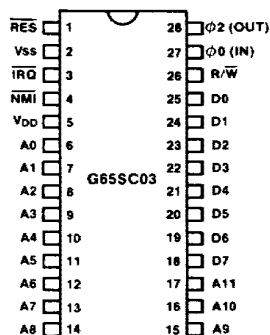 RES 1 28 ϕ2 (OUT)
VSS 2 27 ϕ0 (IN)
IRQ 3 26 R/W
NMI 4 25 D0
VDD 5 24 D1
A0 6 23 D2
A1 7 22 D3
A2 8 G65SC03 21 D4
A3 9 20 D5
A4 10 19 D6
A5 11 18 D7
A6 12 17 A11
A7 13 16 A10
A8 14 15 A9